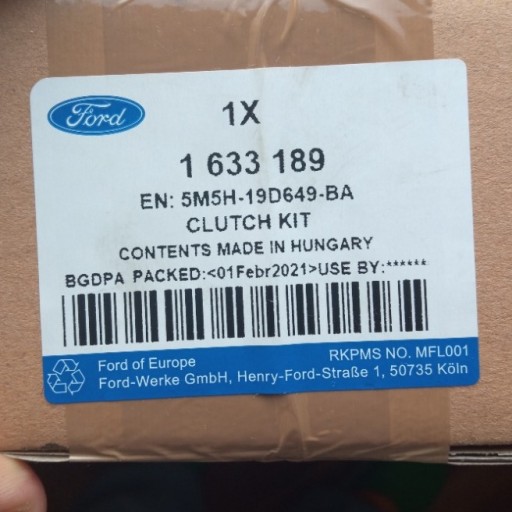 Ford
1X
1 633 189
EN: 5M5H-19D649-BA
CLUTCH KIT
CONTENTS MADE IN HUNGARY
BGDPA PACKED:<01Febr2021>USE BY:******
Ford of Europe
RKPMS NO. MFL001
Ford-Werke GmbH, Henry-Ford-Straße 1, 50735 Köln